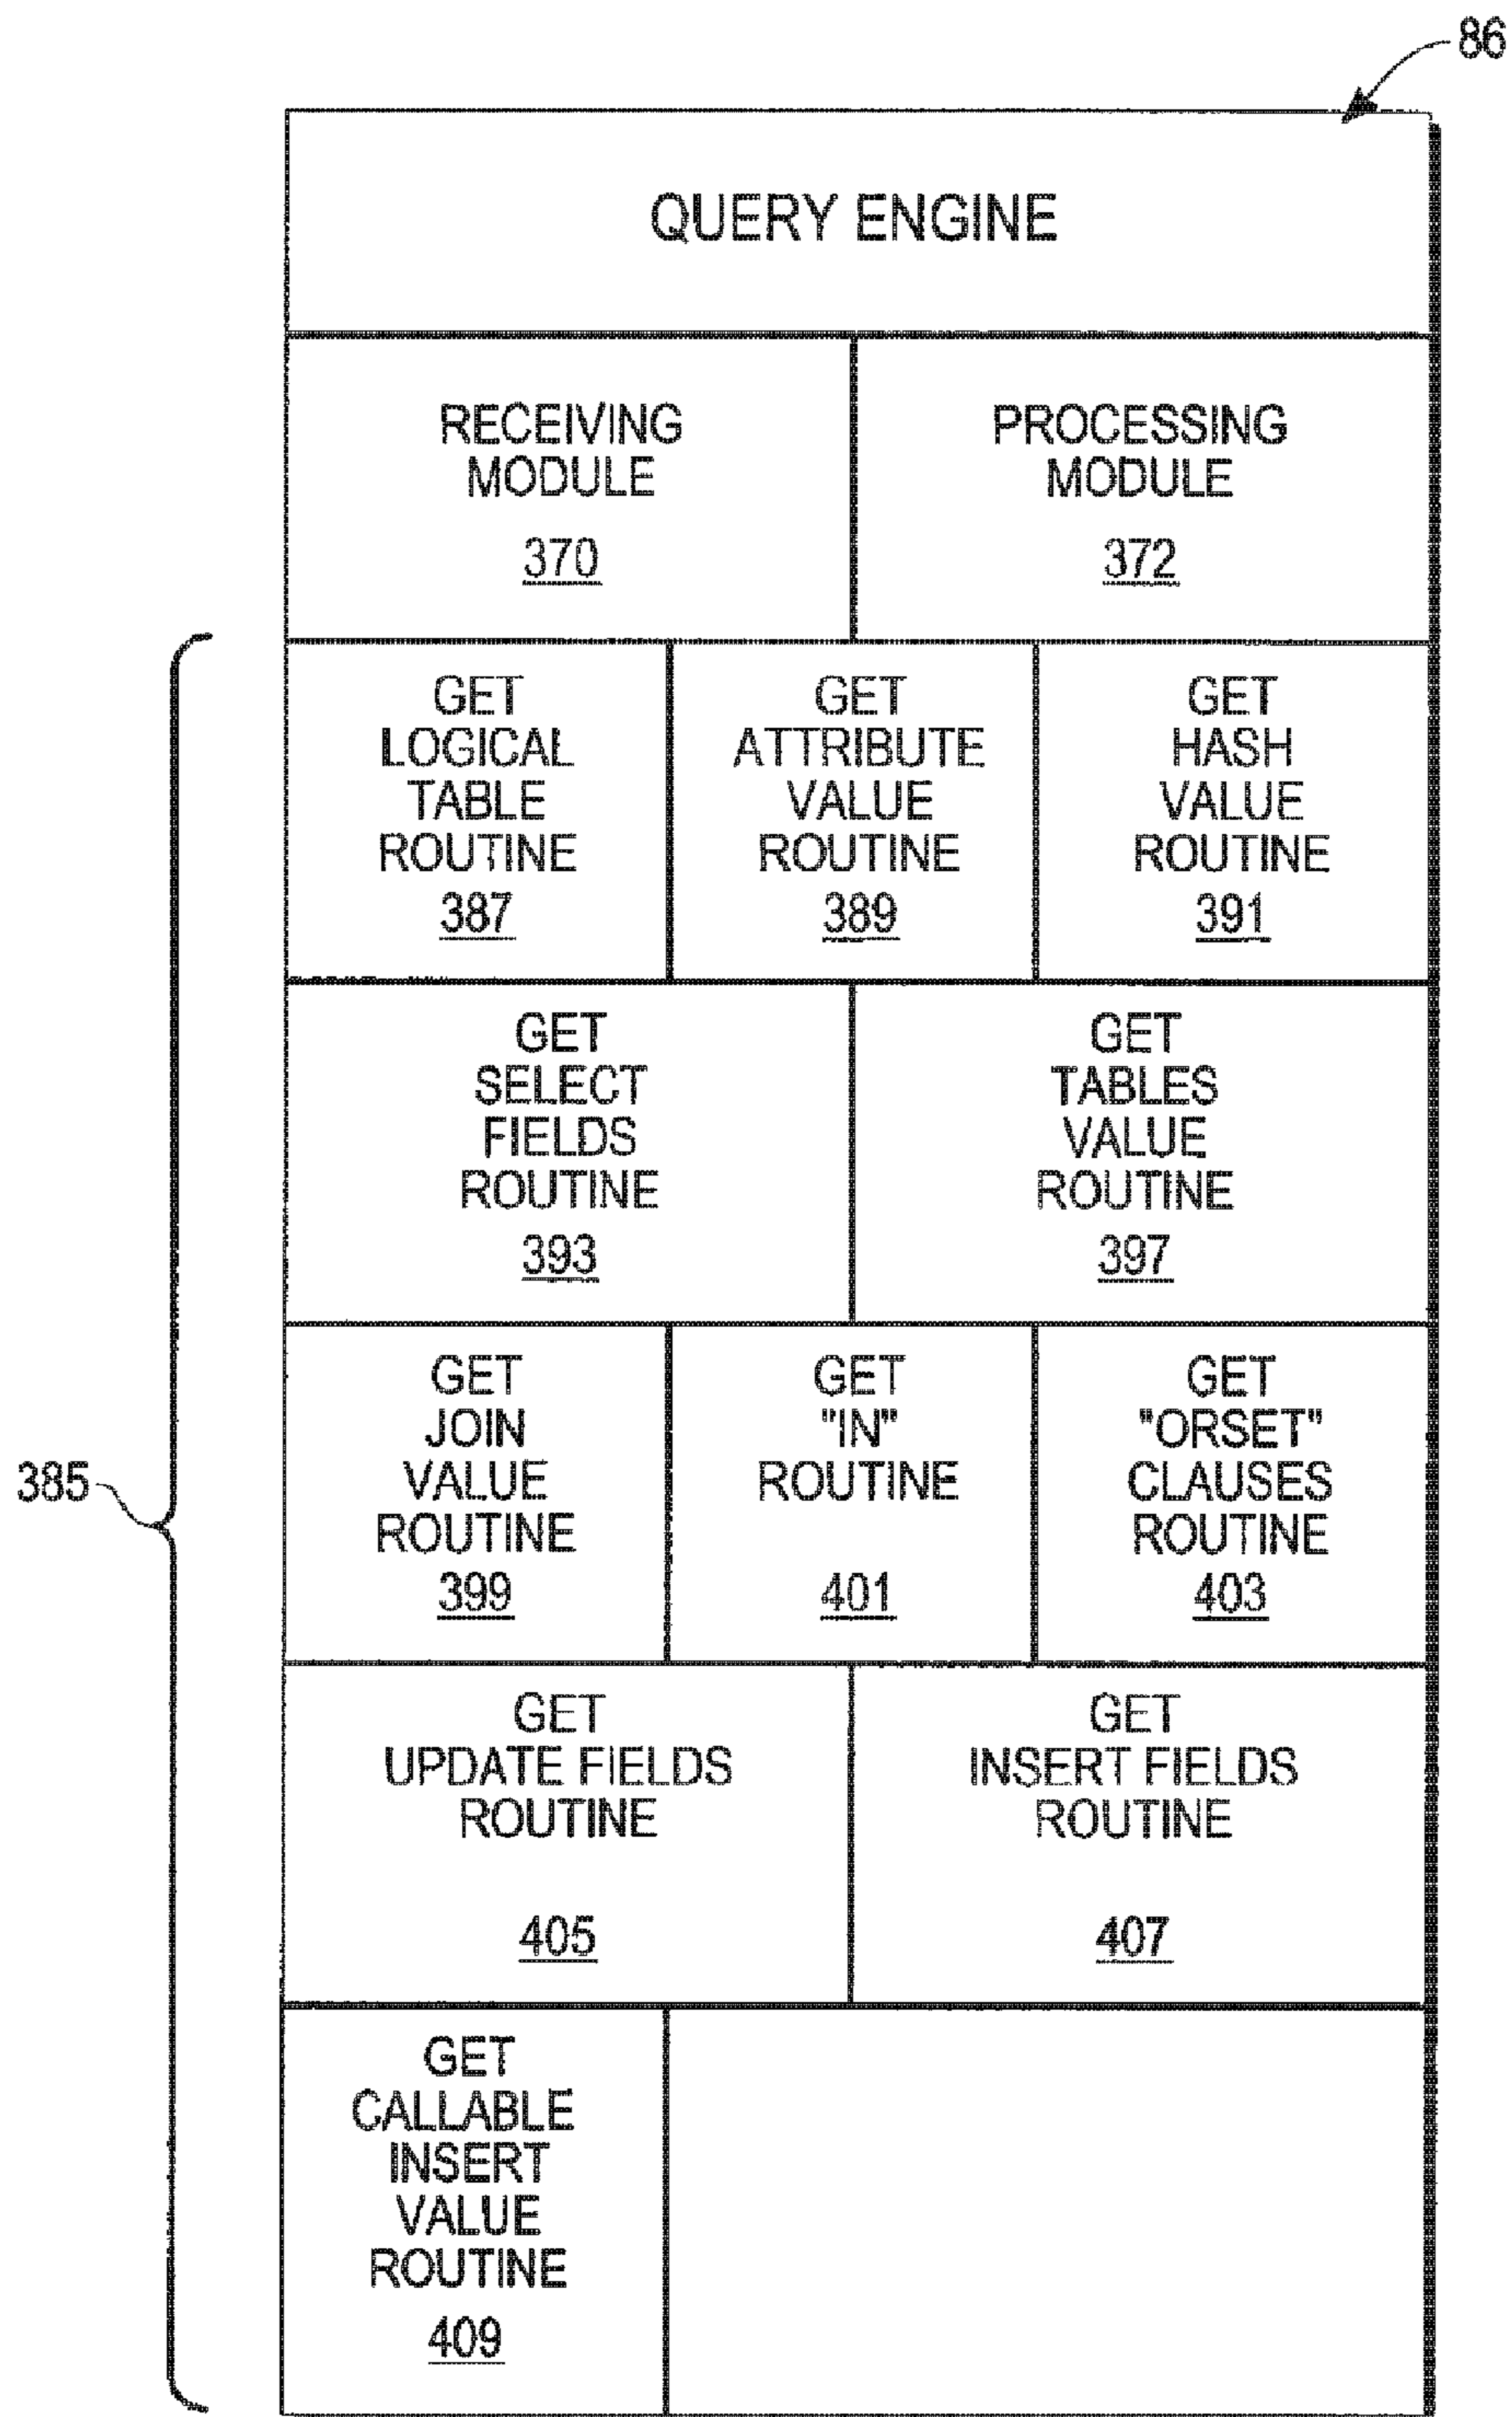 86
QUERY ENGINE
RECEIVING
MODULE
370
PROCESSING
MODULE
372
GET
LOGICAL
TABLE
ROUTINE
387
GET
ATTRIBUTE
VALUE
ROUTINE
389
GET
HASH
VALUE
ROUTINE
391
GET
SELECT
FIELDS
ROUTINE
393
GET
TABLES
VALUE
ROUTINE
397
385
GET
JOIN
VALUE
ROUTINE
399
GET
"IN"
ROUTINE
401
GET
"ORSET"
CLAUSES
ROUTINE
403
GET
UPDATE FIELDS
ROUTINE
405
GET
INSERT FIELDS
ROUTINE
407
GET
CALLABLE
INSERT
VALUE
ROUTINE
409